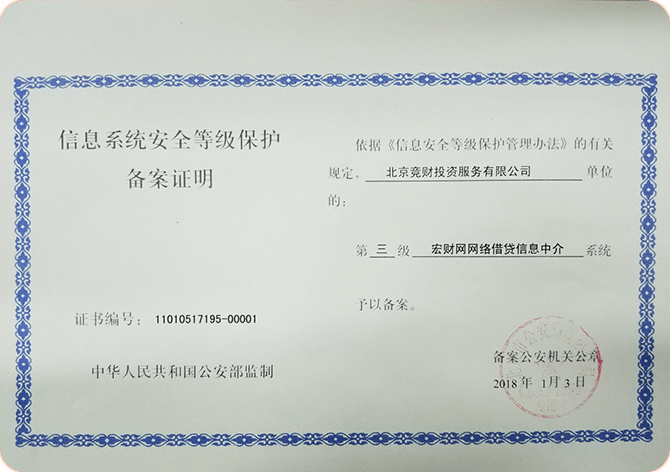 信息系统安全等级保护
备案证明
证书编号：11010517195-00001
中华人民共和国公安部监制
依据《信息安全等级保护管理办法》的有关
规定，北京竞财投资服务有限公司单位
的：
第三级宏财网网络借贷信息中介系统
予以备案。
备案公安机关公章
2018年1月3日